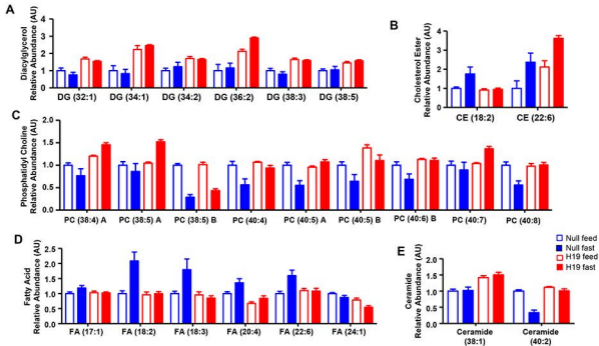 A
Diacylglycerol
Relative Abundance (AU)
4
3
2
1
0
DG (32:1) DG (34:1) DG (34:2) DG (36:2) DG (38:3) DG (38:5)
B
Cholesterol Ester
Relative Abundance (AU)
4
3
2
1
0
CE (18:2) CE (22:6)
C
Phosphatidyl Choline
Relative Abundance (AU)
2.0
1.5
1.0
0.5
0.0
PC (38:4) A PC (38:5) A PC (38:5) B PC (40:4) PC (40:5) A PC (40:5) B PC (40:6) B PC (40:7) PC (40:8)
D
Fatty Acid
Relative Abundance (AU)
2.5
2.0
1.5
1.0
0.5
0.0
FA (17:1) FA (18:2) FA (18:3) FA (20:4) FA (22:6) FA (24:1)
E
Ceramide
Relative Abundance (AU)
2.0
1.5
1.0
0.5
0.0
Ceramide Ceramide
(38:1) (40:2)
Null feed
Null fast
H19 feed
H19 fast